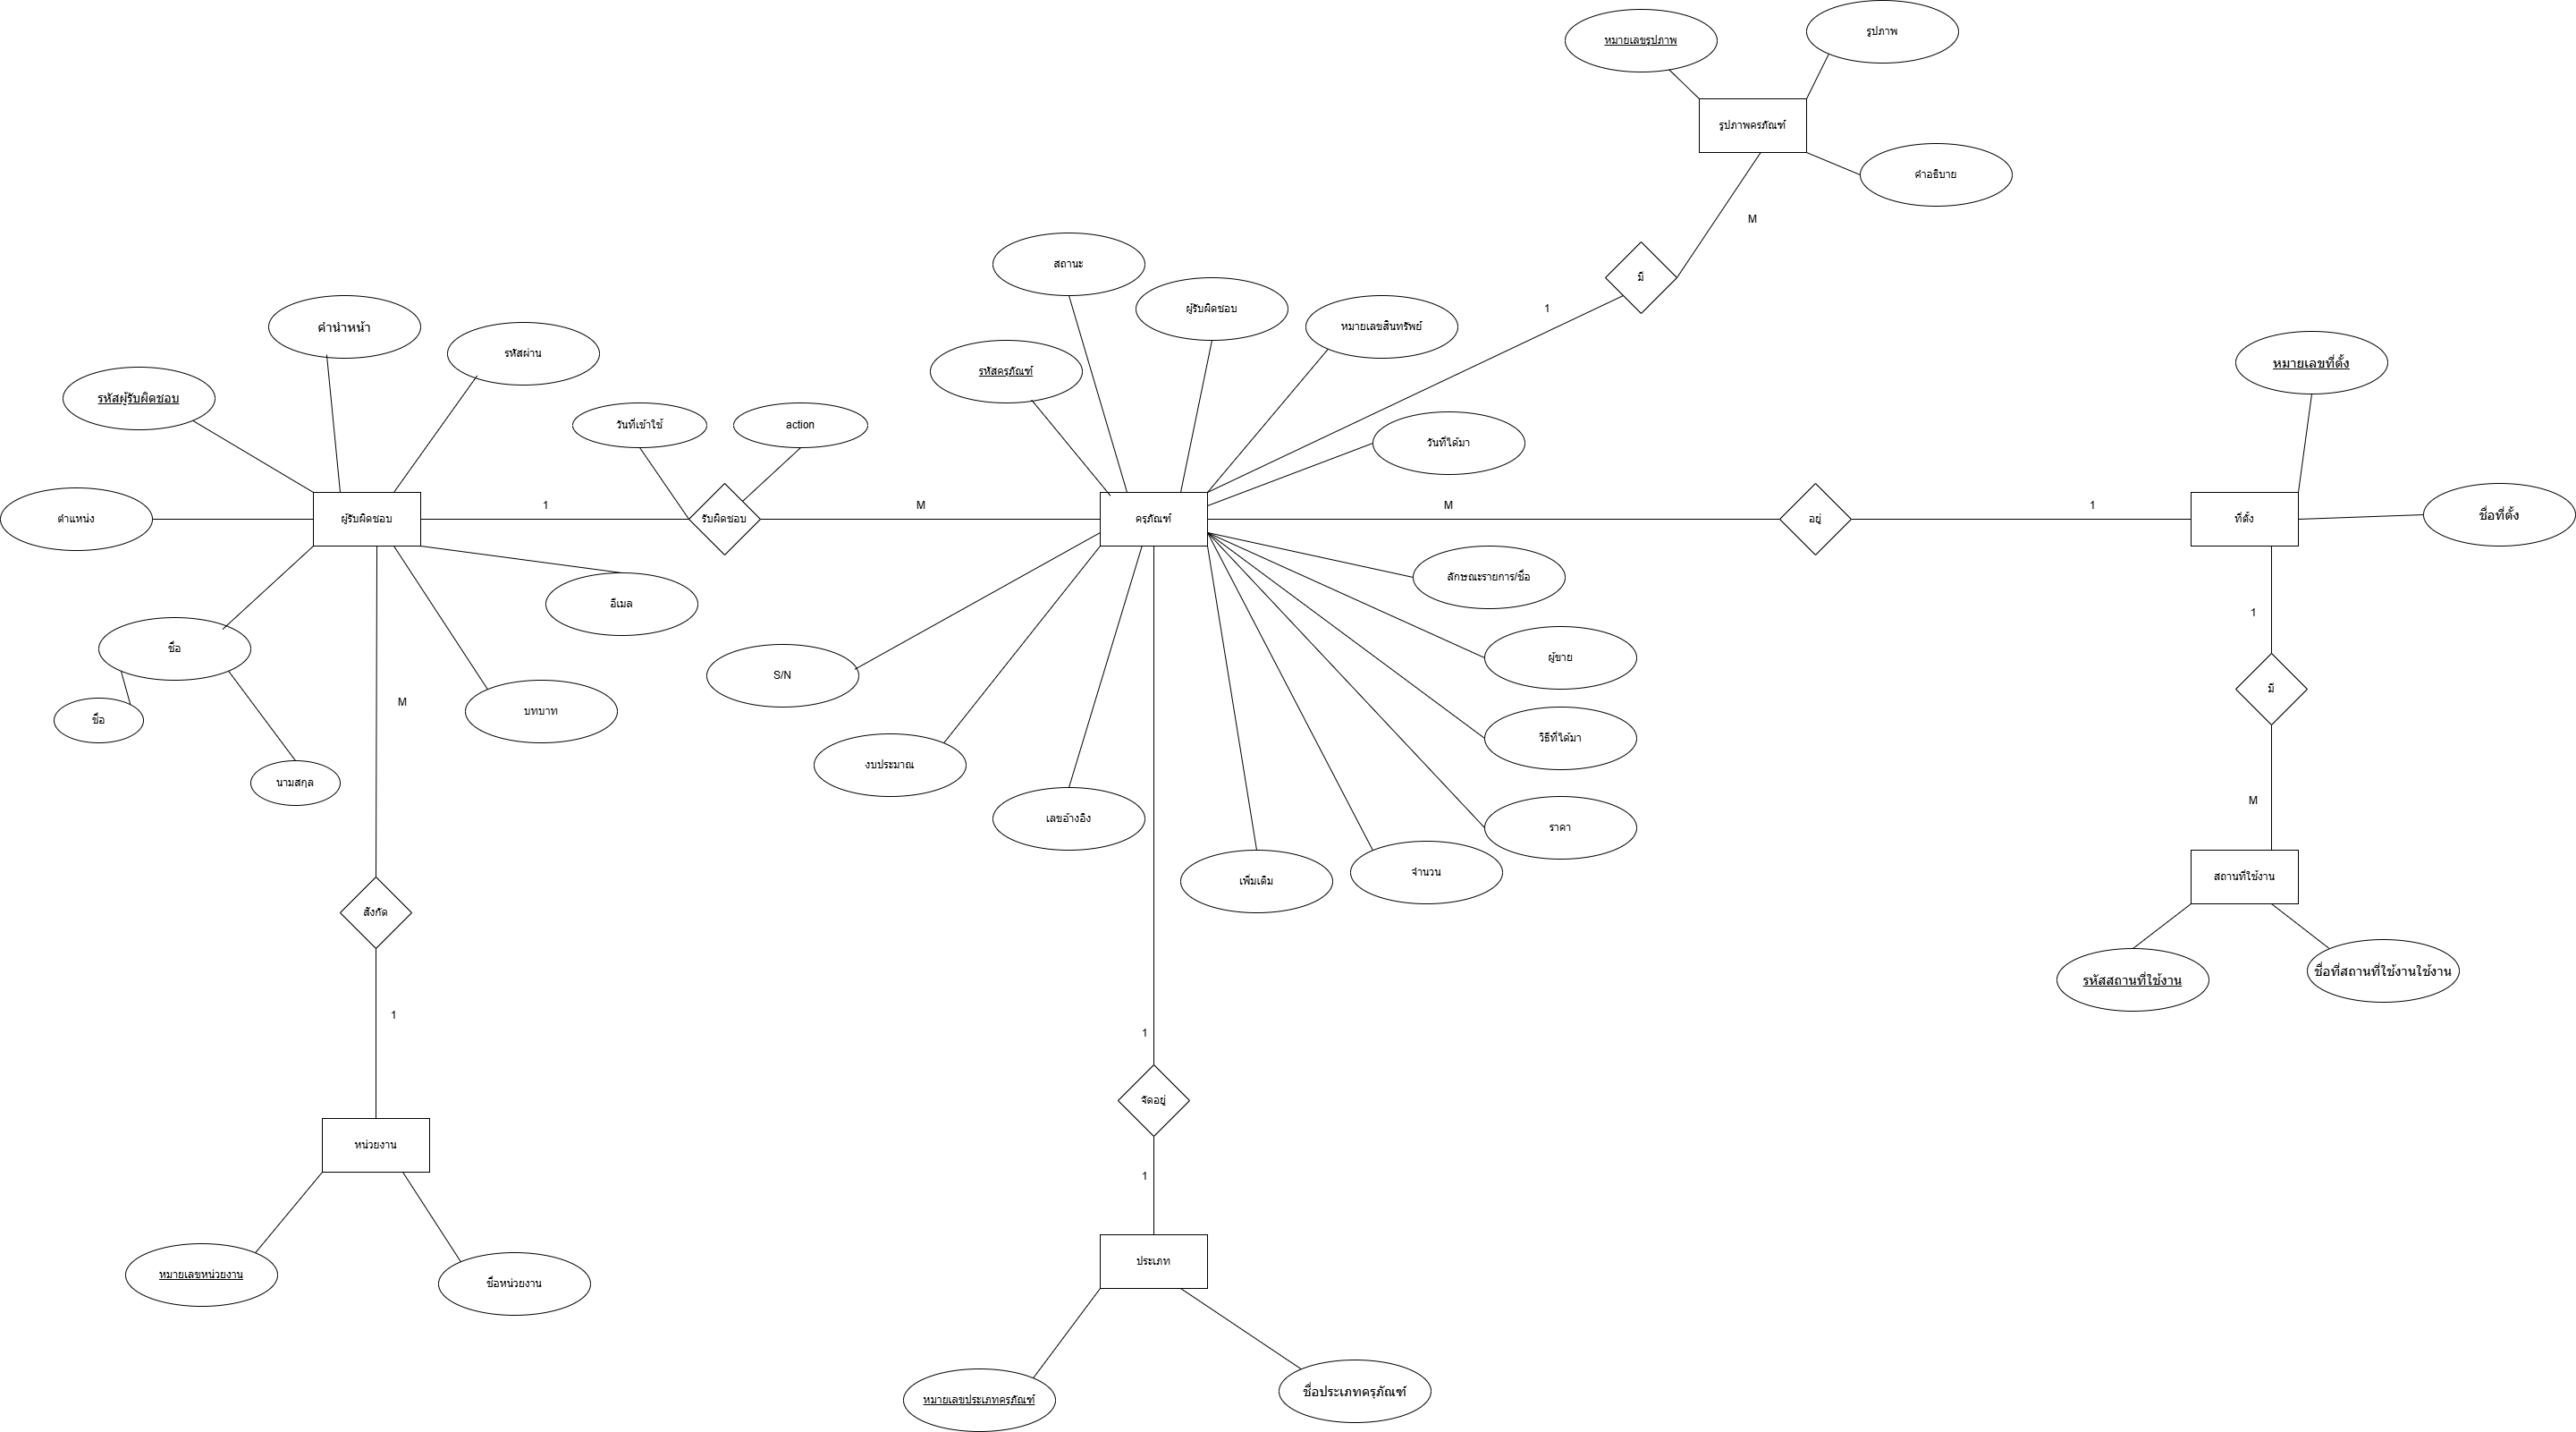 หมายเลขรูปภาพ
รูปภาพ
รูปภาพครภัณฑ์
คำอธิบาย
M
สถานะ
มี
ผู้รับผิดชอบ
1
คำนำหน้า
หมายเลขสินทรัพย์
รหัสผ่าน
รหัสครุภัณฑ์
หมายเลขที่ตั้ง
รหัสผู้รับผิดชอบ
วันที่เข้าใช้
action
วันที่ได้มา
1
M
M
1
ตำแหน่ง
ผู้รับผิดชอบ
รับผิดชอบ
ครุภัณฑ์
อยู่
ที่ตั้ง
ชื่อที่ตั้ง
ลักษณะรายการ/ชื่อ
อีเมล
1
ชื่อ
ผู้ขาย
S/N
มี
M
ชื่อ
บทบาท
วิธีที่ได้มา
งบประมาณ
นามสกุล
M
เลขอ้างอิง
ราคา
จำนวน
เพิ่มเติม
สถานที่ใช้งาน
สังกัด
รหัสสถานที่ใช้งาน
ชื่อที่สถานที่ใช้งานใช้งาน
1
1
จัดอยู่
หน่วยงาน
1
ประเภท
หมายเลขหน่วยงาน
ชื่อหน่วยงาน
หมายเลขประเภทครุภัณฑ์
ชื่อประเภทครุภัณฑ์